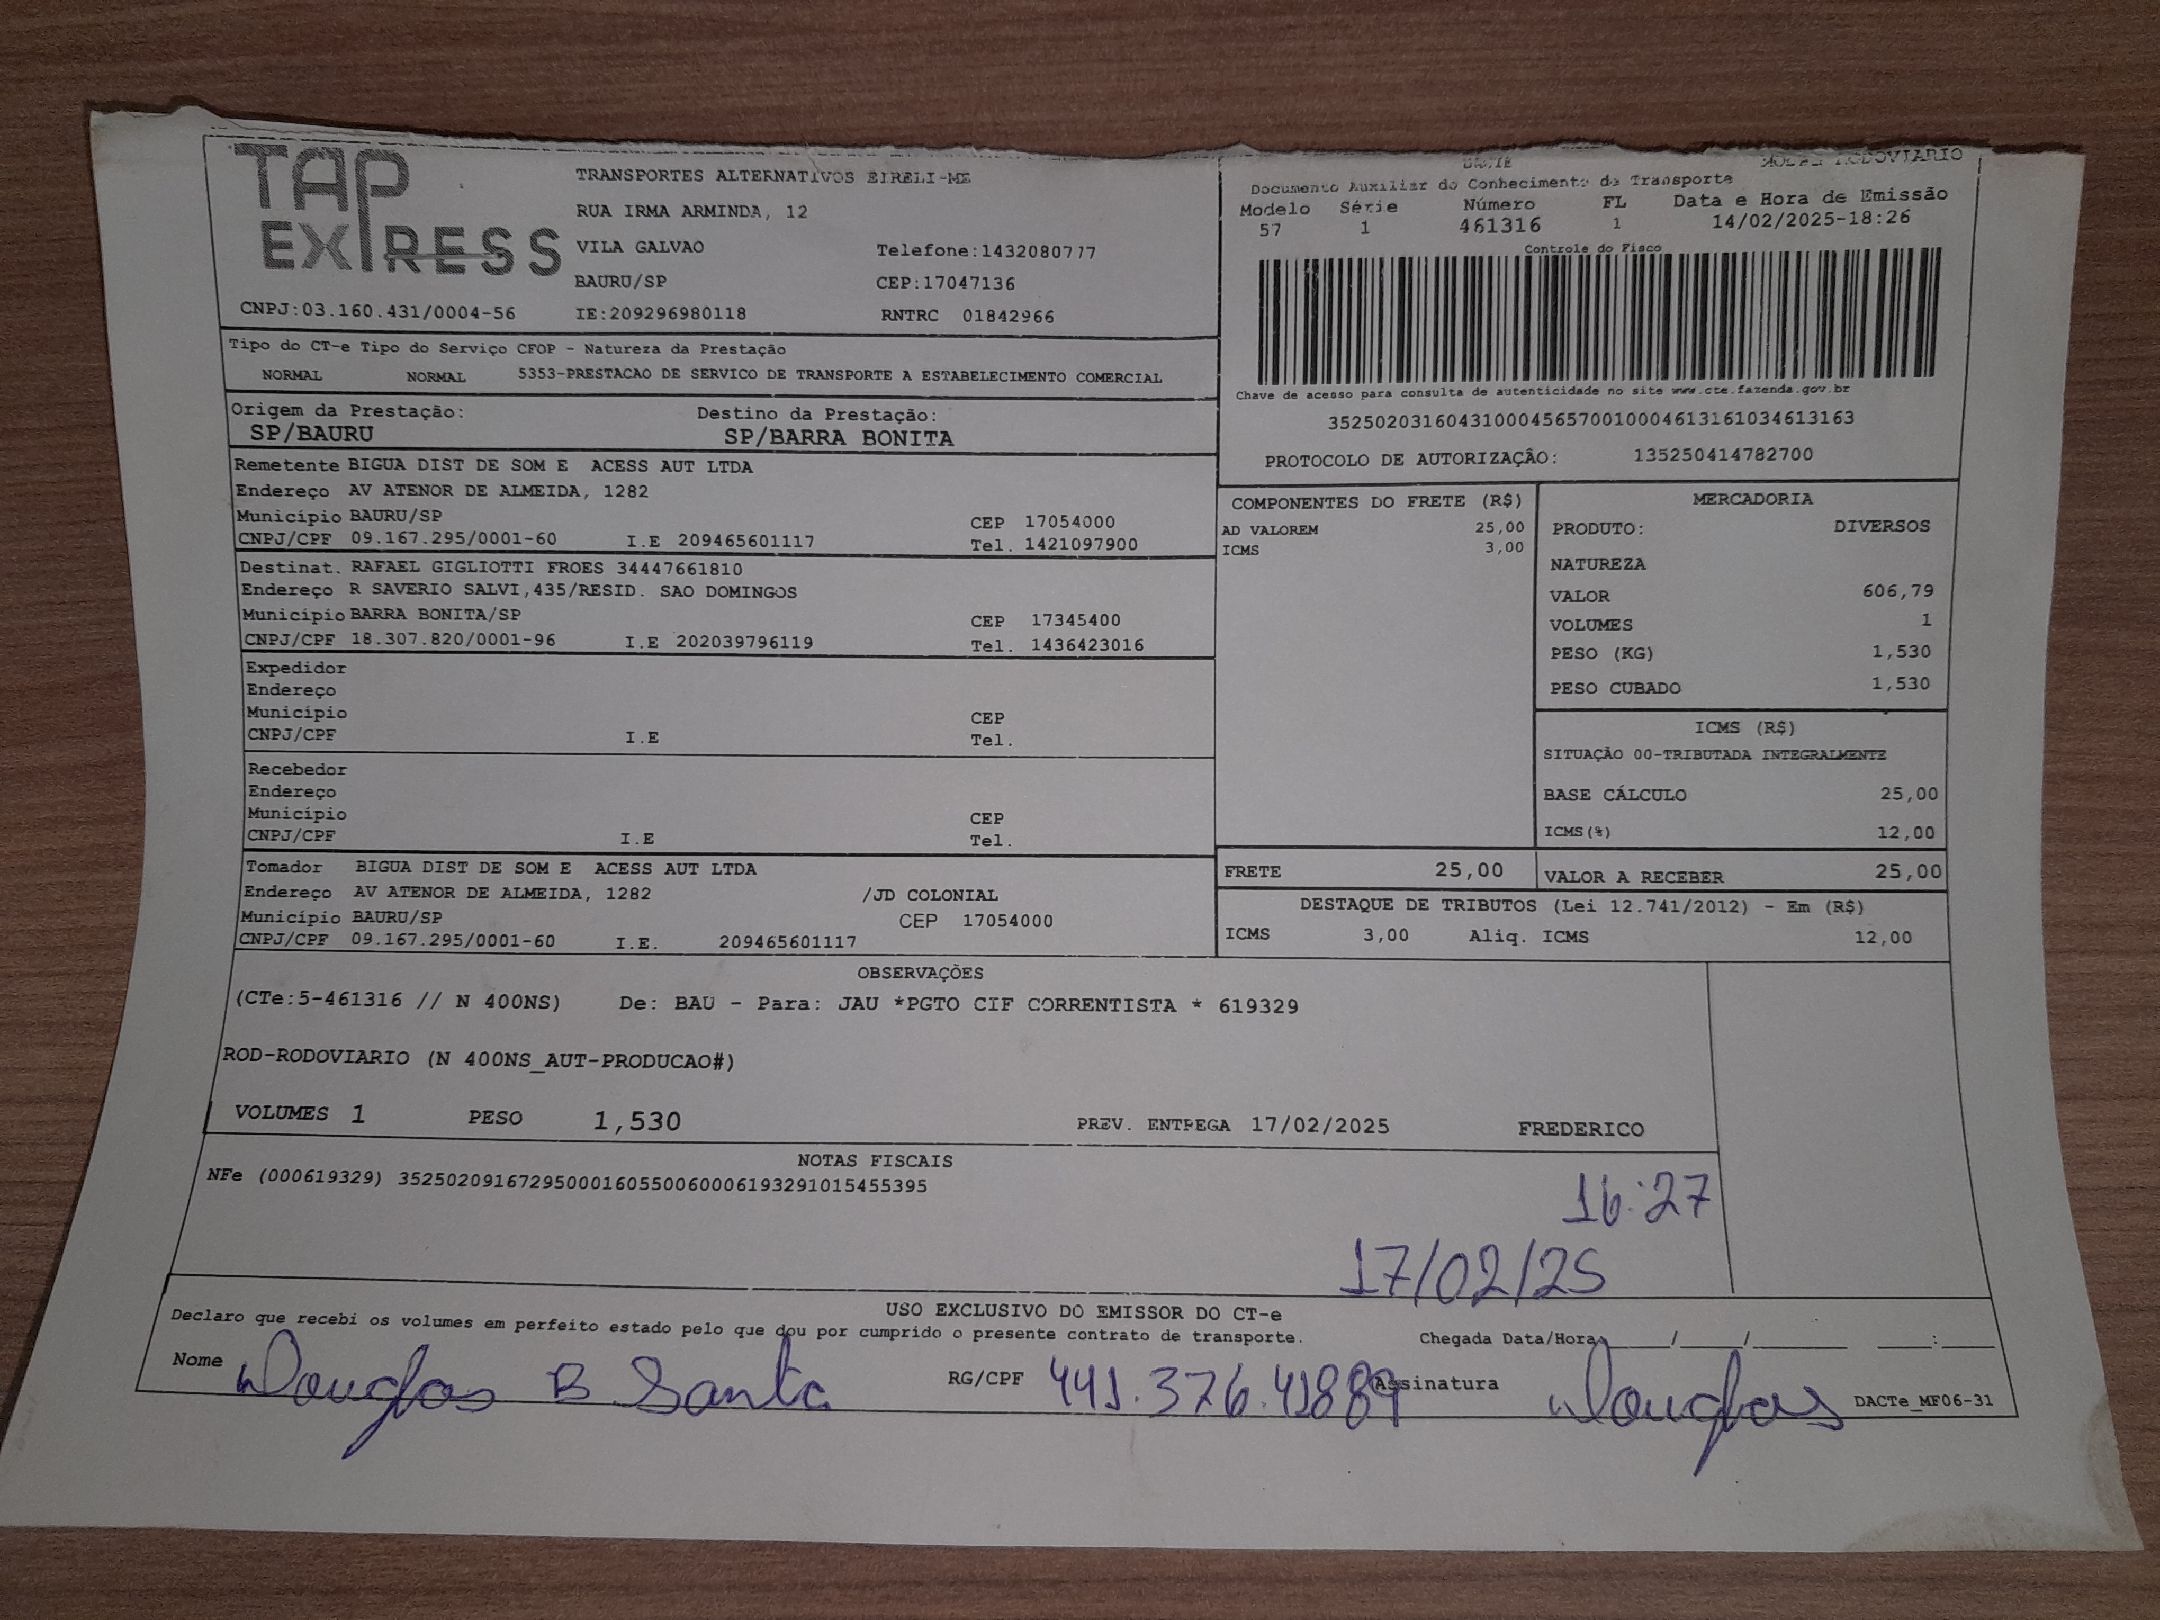 TAP
EXPRESS
TRANSPORTES ALTERNATIVOS EIRELI-ME
RUA IRMA ARMINDA, 12
VILA GALVAO Telefone:1432080777
BAURU/SP CEP:17047136
CNPJ:03.160.431/0004-56 IE:209296980118 RNTRC 01842966
MODAL RODOVIARIO
Documento Auxiliar do Conhecimento de Transporte
Modelo Série Número FL Data e Hora de Emissão
57 1 461316 1 14/02/2025-18:26
Controle do Fisco
Chave de acesso para consulta de autenticidade no site www.cte.fazenda.gov.br
35250203160431000456570010004613161034613163
PROTOCOLO DE AUTORIZAÇÃO: 135250414782700
Tipo do CT-e Tipo do Serviço CFOP - Natureza da Prestação
NORMAL NORMAL 5353-PRESTACAO DE SERVICO DE TRANSPORTE A ESTABELECIMENTO COMERCIAL
Origem da Prestação: Destino da Prestação:
SP/BAURU SP/BARRA BONITA
Remetente BIGUA DIST DE SOM E ACESS AUT LTDA
Endereço AV ATENOR DE ALMEIDA, 1282
Município BAURU/SP CEP 17054000
CNPJ/CPF 09.167.295/0001-60 I.E 209465601117 Tel. 1421097900
Destinat. RAFAEL GIGLIOTTI FROES 34447661810
Endereço R SAVERIO SALVI,435/RESID. SAO DOMINGOS
Município BARRA BONITA/SP CEP 17345400
CNPJ/CPF 18.307.820/0001-96 I.E 202039796119 Tel. 1436423016
Expedidor
Endereço
Município CEP
CNPJ/CPF I.E Tel.
Recebedor
Endereço
Município CEP
CNPJ/CPF I.E Tel.
Tomador BIGUA DIST DE SOM E ACESS AUT LTDA
Endereço AV ATENOR DE ALMEIDA, 1282 /JD COLONIAL
Município BAURU/SP CEP 17054000
CNPJ/CPF 09.167.295/0001-60 I.E. 209465601117
COMPONENTES DO FRETE (R$)
AD VALOREM 25,00
ICMS 3,00
MERCADORIA
PRODUTO: DIVERSOS
NATUREZA
VALOR 606,79
VOLUMES 1
PESO (KG) 1,530
PESO CUBADO 1,530
ICMS (R$)
SITUAÇÃO 00-TRIBUTADA INTEGRALMENTE
BASE CÁLCULO 25,00
ICMS(%) 12,00
FRETE 25,00 VALOR A RECEBER 25,00
DESTAQUE DE TRIBUTOS (Lei 12.741/2012) - Em (R$)
ICMS 3,00 Aliq. ICMS 12,00
OBSERVAÇÕES
(CTe:5-461316 // N 400NS) De: BAU - Para: JAU *PGTO CIF CORRENTISTA * 619329
ROD-RODOVIARIO (N 400NS_AUT-PRODUCAO#)
VOLUMES 1 PESO 1,530 PREV. ENTREGA 17/02/2025 FREDERICO
NOTAS FISCAIS
NFe (000619329) 35250209167295000160550060006193291015455395
16:27
17/02/25
USO EXCLUSIVO DO EMISSOR DO CT-e
Declaro que recebi os volumes em perfeito estado pelo que dou por cumprido o presente contrato de transporte. Chegada Data/Hora ____/____/______ ____:____
Nome Douglas B Santa RG/CPF 441.376.41889 Assinatura Douglas DACTe_MF06-31